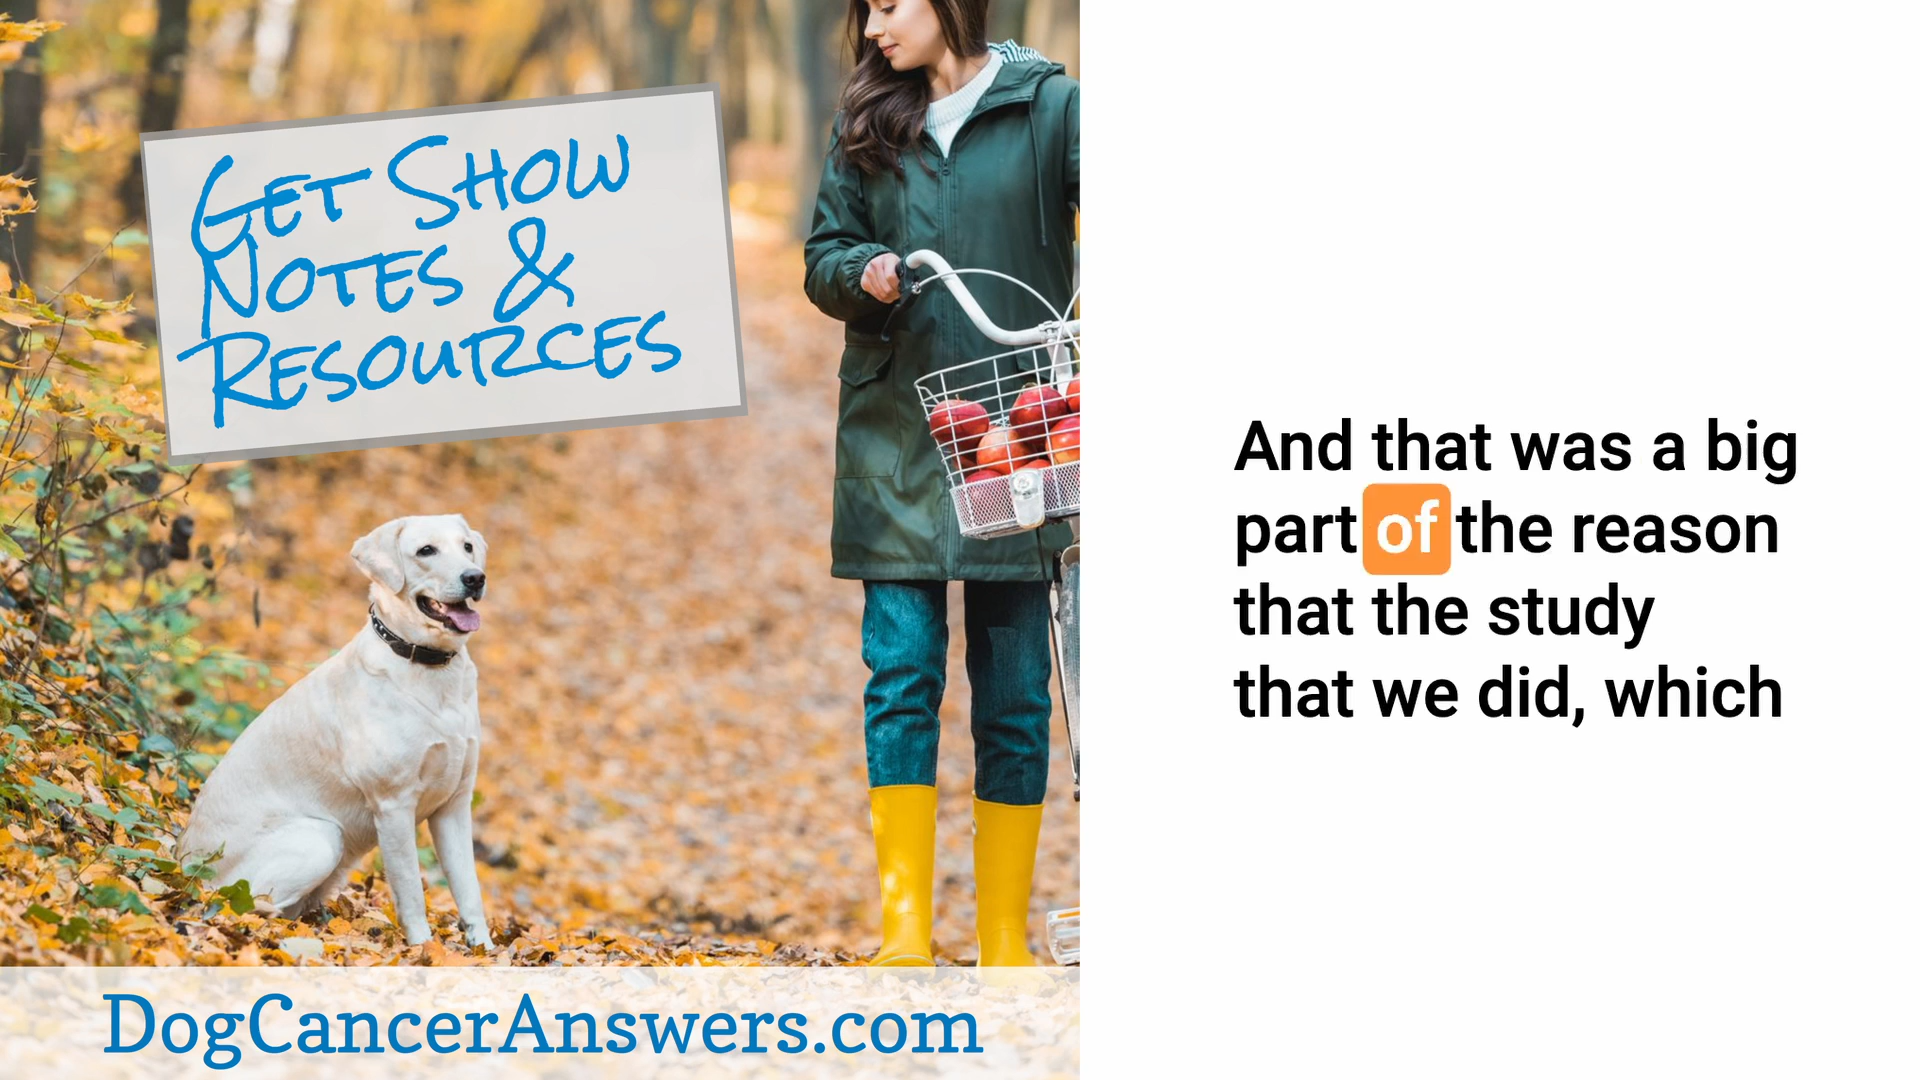 Get Show
Notes &
Resources
DogCancerAnswers.com
And that was a big
part of the reason
that the study
that we did, which